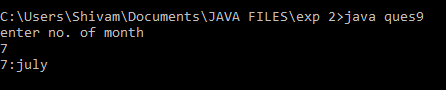 C:\Users\Shivam\Documents\JAVA FILES\exp 2>java ques9
enter no. of month
7
7:july